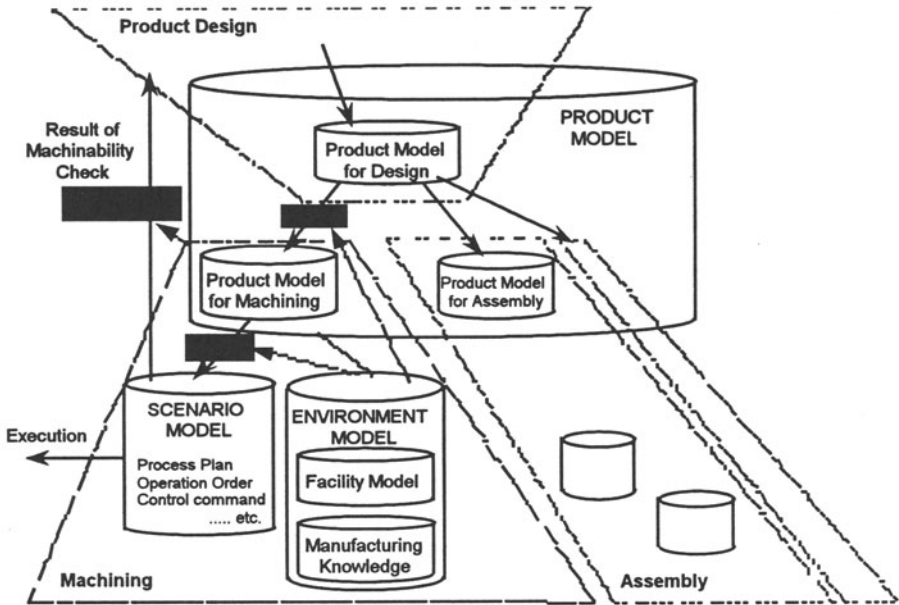 Product Design
PRODUCT
MODEL
Result of
Machinability
Check
Product Model
for Design
Product Model
for Machining
Product Model
for Assembly
SCENARIO
MODEL
Process Plan
Operation Order
Control command
..... etc.
ENVIRONMENT
MODEL
Facility Model
Manufacturing
Knowledge
Execution
Machining
Assembly